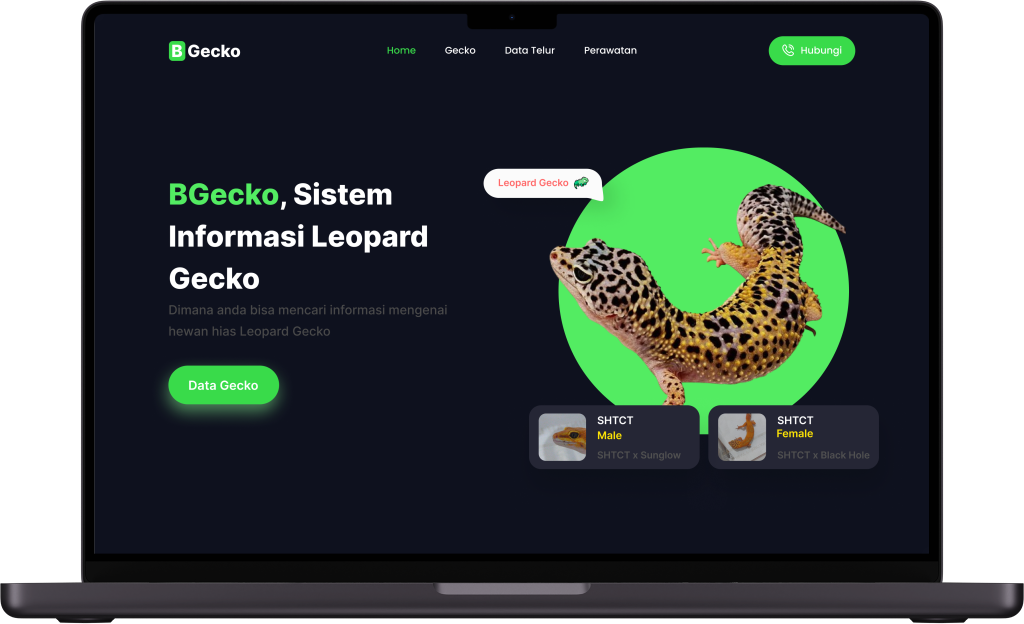 BGecko
Home
Gecko
Data Telur
Perawatan
Hubungi
BGecko, Sistem
Informasi Leopard
Gecko
Dimana anda bisa mencari informasi mengenai
hewan hias Leopard Gecko
Data Gecko
Leopard Gecko
SHTCT
Male
SHTCT x Sunglow
SHTCT
Female
SHTCT x Black Hole